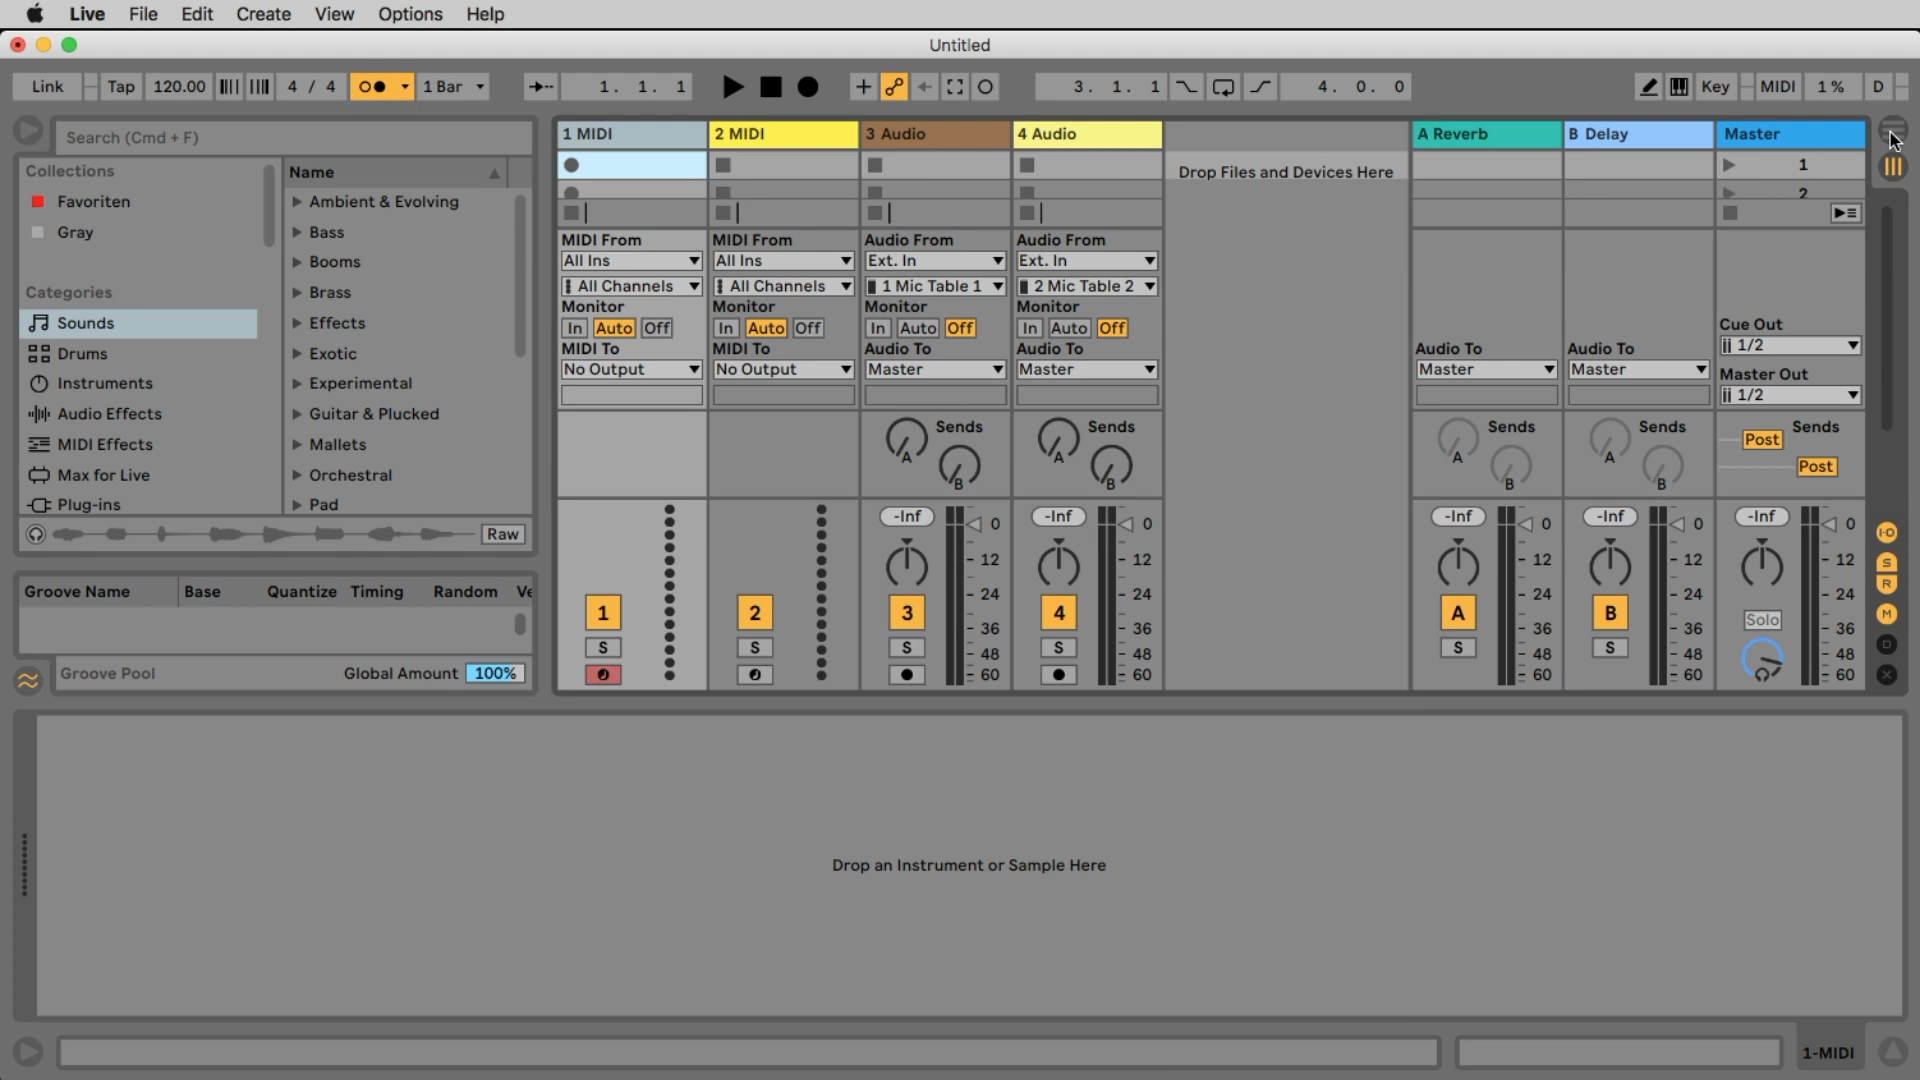 Live File Edit Create View Options Help
Untitled
Link Tap 120.00 4 / 4 1 Bar 1. 1. 1 3. 1. 1 4. 0. 0 Key MIDI 1 % D
Search (Cmd + F)
Collections
Favoriten
Gray
Categories
Sounds
Drums
Instruments
Audio Effects
MIDI Effects
Max for Live
Plug-ins
Name
Ambient & Evolving
Bass
Booms
Brass
Effects
Exotic
Experimental
Guitar & Plucked
Mallets
Orchestral
Pad
Raw
Groove Name Base Quantize Timing Random Ve
Groove Pool Global Amount 100%
1 MIDI 2 MIDI 3 Audio 4 Audio A Reverb B Delay Master
Drop Files and Devices Here
1
2
MIDI From MIDI From Audio From Audio From
All Ins All Ins Ext. In Ext. In
All Channels All Channels 1 Mic Table 1 2 Mic Table 2
Monitor Monitor Monitor Monitor
In Auto Off In Auto Off In Auto Off In Auto Off
Cue Out
1/2
MIDI To MIDI To Audio To Audio To Audio To Audio To
No Output No Output Master Master Master Master
Master Out
1/2
Sends Sends Sends Sends Sends
A A A A Post
B B B B Post
-Inf -Inf -Inf -Inf -Inf
0 0 0 0 0
12 12 12 12 12
24 24 24 24 24
1 2 3 4 A B Solo
36 36 36 36 36
S S S S S S
48 48 48 48 48
60 60 60 60 60
I·O
S
R
M
D
X
Drop an Instrument or Sample Here
1-MIDI